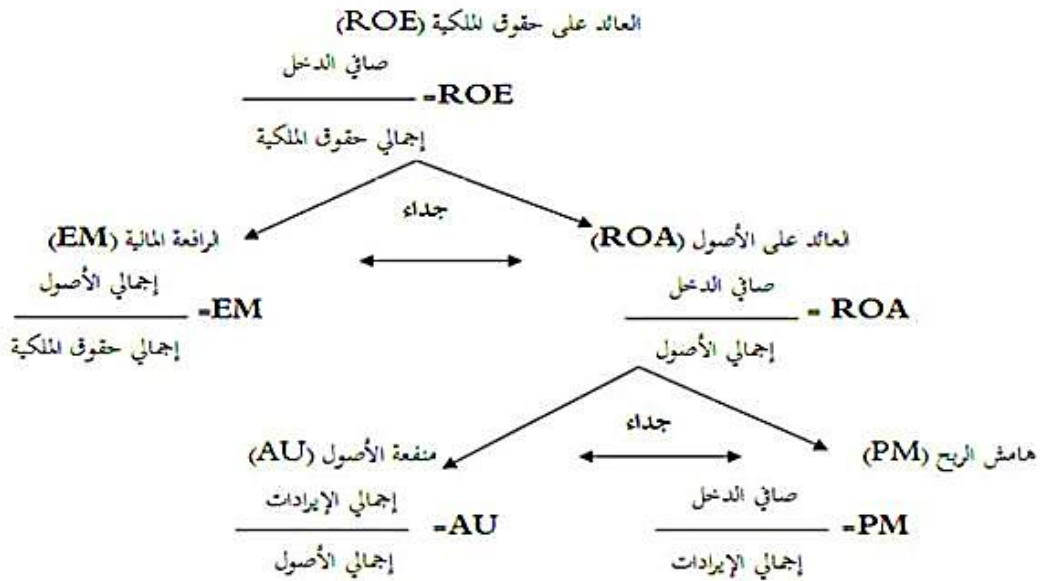 العائد على حقوق الملكية (ROE)
صافي الدخل
=ROE
إجمالي حقوق الملكية
جداء
العائد على الأصول (ROA)
الرافعة المالية (EM)
صافي الدخل
= ROA
إجمالي الأصول
إجمالي الأصول
=EM
إجمالي حقوق الملكية
جداء
هامش الربح (PM)
منفعة الأصول (AU)
صافي الدخل
=PM
إجمالي الإيرادات
إجمالي الإيرادات
=AU
إجمالي الأصول